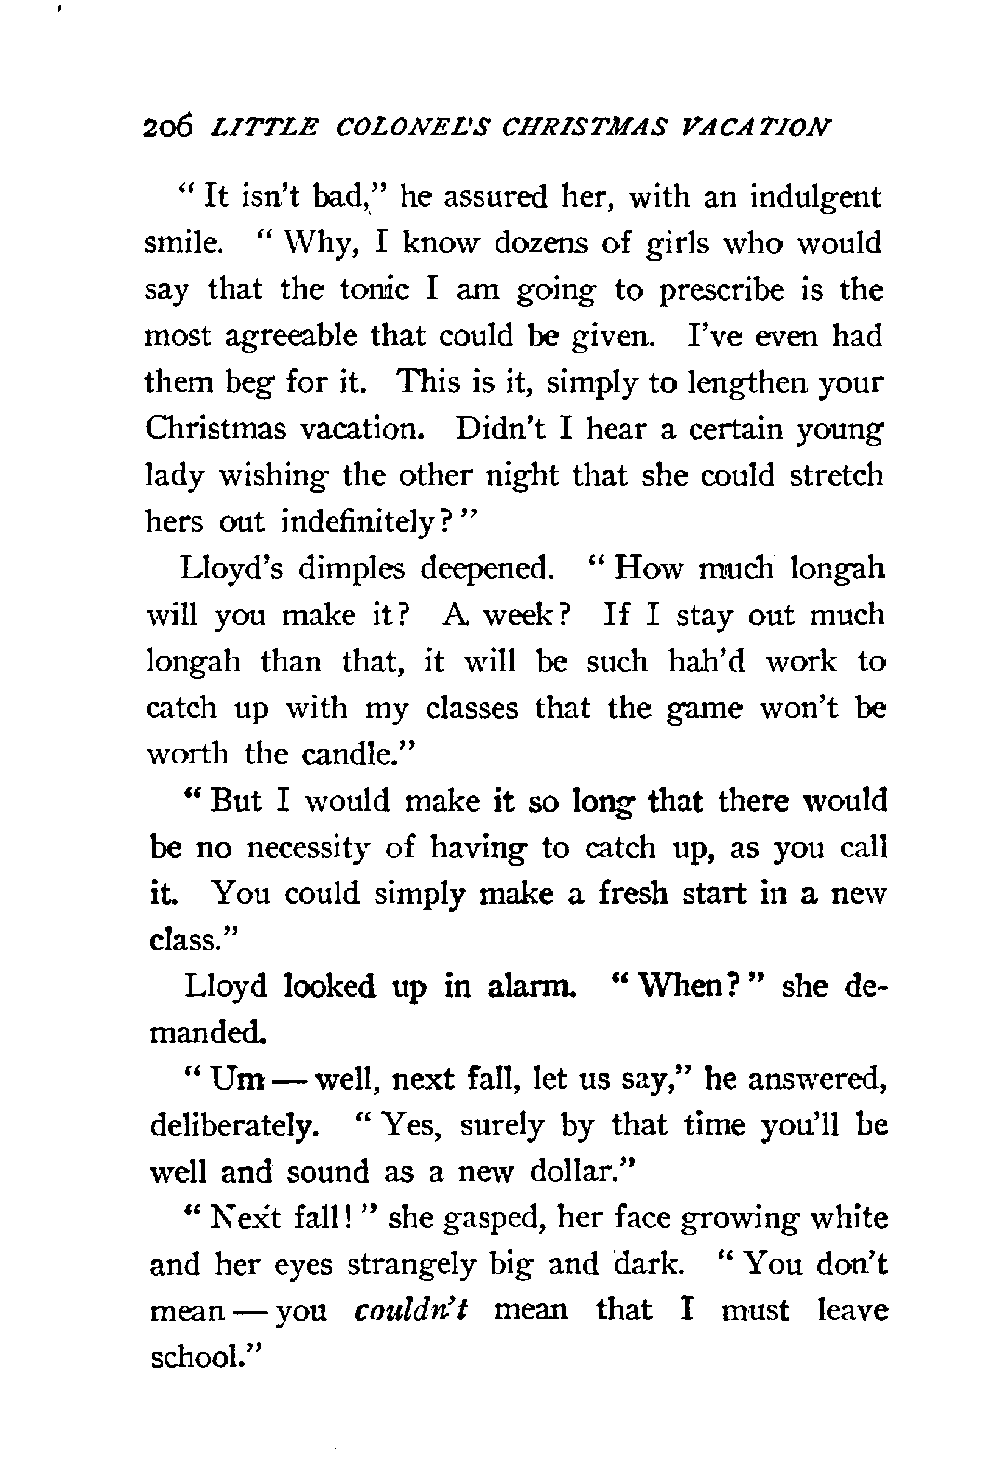 206 LITTLE COLONEL'S CHRISTMAS VACATION
" It isn't bad," he assured her, with an indulgent
smile. " Why, I know dozens of girls who would
say that the tonic I am going to prescribe is the
most agreeable that could be given. I've even had
them beg for it. This is it, simply to lengthen your
Christmas vacation. Didn't I hear a certain young
lady wishing the other night that she could stretch
hers out indefinitely? "
Lloyd's dimples deepened. " How much longah
will you make it? A week? If I stay out much
longah than that, it will be such hah'd work to
catch up with my classes that the game won't be
worth the candle."
" But I would make it so long that there would
be no necessity of having to catch up, as you call
it. You could simply make a fresh start in a new
class."
Lloyd looked up in alarm. " When? " she de-
manded.
" Um — well, next fall, let us say," he answered,
deliberately. " Yes, surely by that time you'll be
well and sound as a new dollar."
" Next fall! " she gasped, her face growing white
and her eyes strangely big and dark. " You don't
mean — you couldn't mean that I must leave
school."